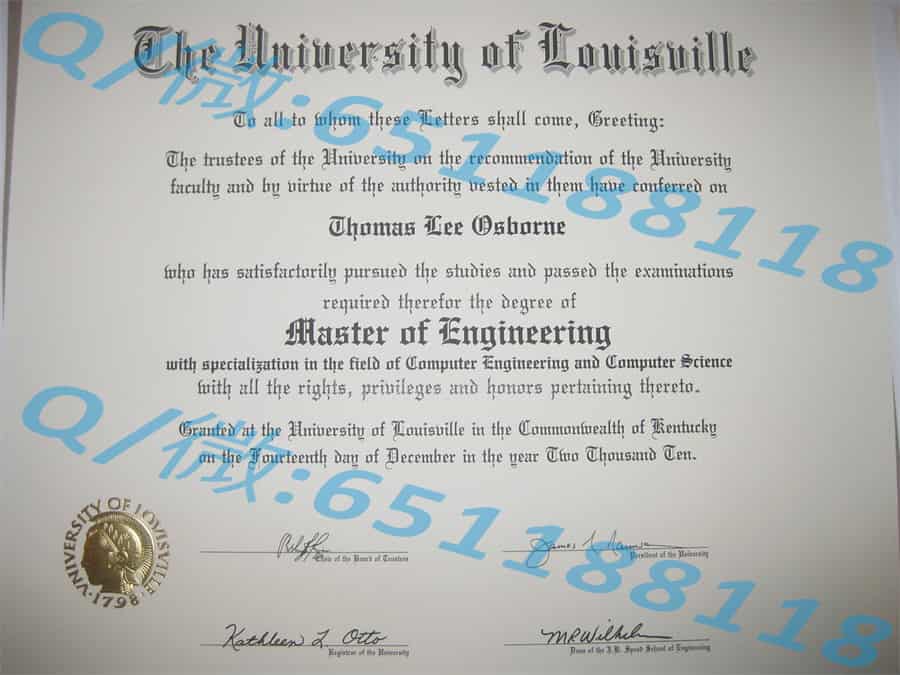 The University of Louisville
To all to whom these Letters shall come, Greeting:
The trustees of the University on the recommendation of the University
faculty and by virtue of the authority vested in them have conferred on
Thomas Lee Osborne
who has satisfactorily pursued the studies and passed the examinations
required therefor the degree of
Master of Engineering
with specialization in the field of Computer Engineering and Computer Science
with all the rights, privileges and honors pertaining thereto.
Granted at the University of Louisville in the Commonwealth of Kentucky
on the Fourteenth day of December in the year Two Thousand Ten.
Q/微:651188118
Q/微:651188118
UNIVERSITY OF LOUISVILLE
·1798·
Chair of the Board of Trustees
President of the University
Kathleen L. Otto
Registrar of the University
MRWilhelm
Dean of the J.B. Speed School of Engineering